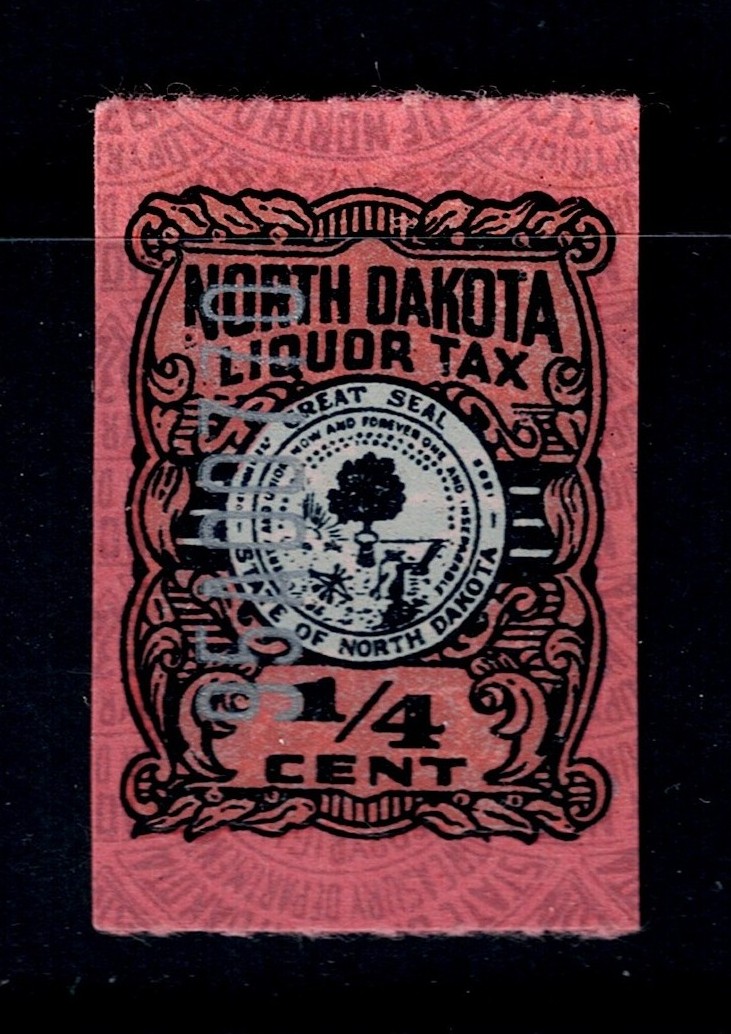 NORTH DAKOTA
LIQUOR TAX
GREAT SEAL
STATE OF NORTH DAKOTA
NOW AND FOREVER ONE AND INSEPARABLE
AND UNION
1/4
CENT